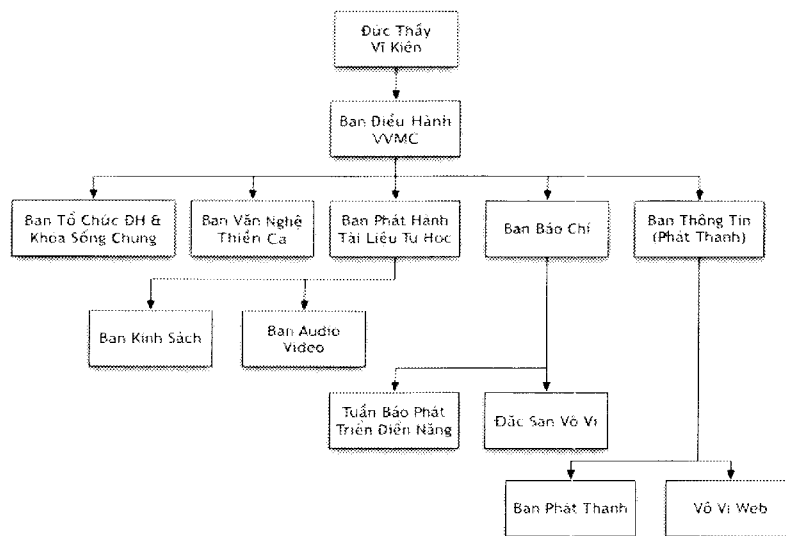 Đức Thầy
Vĩ Kiên
Ban Điều Hành
VVMC
Ban Tổ Chức ĐH &
Khóa Sống Chung
Ban Văn Nghệ
Thiền Ca
Ban Phát Hành
Tài Liệu Tu Học
Ban Báo Chí
Ban Thông Tin
(Phát Thanh)
Ban Kinh Sách
Ban Audio
Video
Tuần Báo Phát
Triển Điển Năng
Đặc San Vô Vi
Ban Phát Thanh
Vô Vi Web